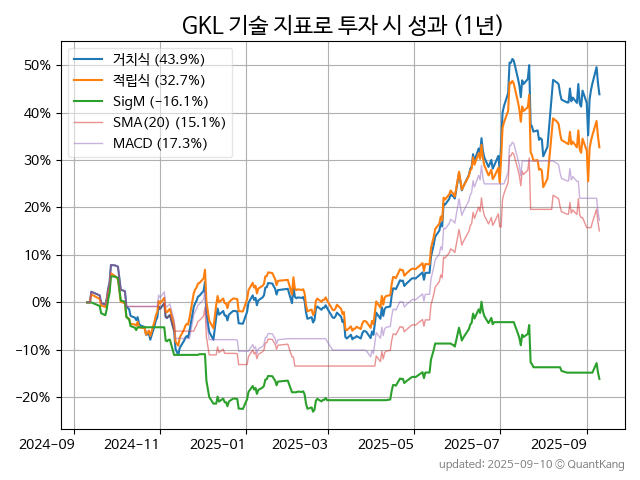 GKL 기술 지표로 투자 시 성과 (1년)
거치식 (43.9%)
적립식 (32.7%)
SigM (−16.1%)
SMA(20) (15.1%)
MACD (17.3%)
50%
40%
30%
20%
10%
0%
−10%
−20%
2024-09 2024-11 2025-01 2025-03 2025-05 2025-07 2025-09
updated: 2025-09-10 © QuantKang